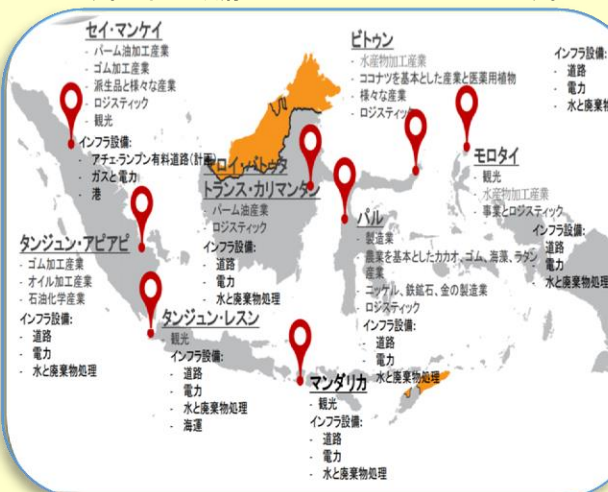 セイ・マンケイ
- パーム油加工産業
- ゴム加工産業
- 派生品と様々な産業
- ロジスティック
- 観光
インフラ設備:
- アチェ-ランプン有料道路(計画)
- ガスと電力
- 港
タンジュン・アピアピ
- ゴム加工産業
- オイル加工産業
- 石油化学産業
インフラ設備:
- 道路
- 電力
- 水と廃棄物処理
タンジュン・レスン
- 観光
インフラ設備:
- 道路
- 電力
- 水と廃棄物処理
- 海運
トランス・カリマンタン
- パーム油産業
- ロジスティック
インフラ設備:
- 道路
- 電力
- 水と廃棄物処理
マンダリカ
- 観光
インフラ設備:
- 道路
- 電力
- 水と廃棄物処理
ビトゥン
- 水産物加工産業
- ココナツを基本とした産業と医薬用植物
- 様々な産業
- ロジスティック
インフラ設備:
- 道路
- 電力
- 水と廃棄物
パル
- 製造業
- 農業を基本としたカカオ、ゴム、海藻、ラタン
産業
- ニッケル、鉄鉱石、金の製造業
- ロジスティック
インフラ設備:
- 道路
- 電力
- 水と廃棄物処理
モロタイ
- 観光
- 水産物加工産業
- 事業とロジスティック
インフラ設備:
- 道路
- 電力
- 水と廃棄物処理